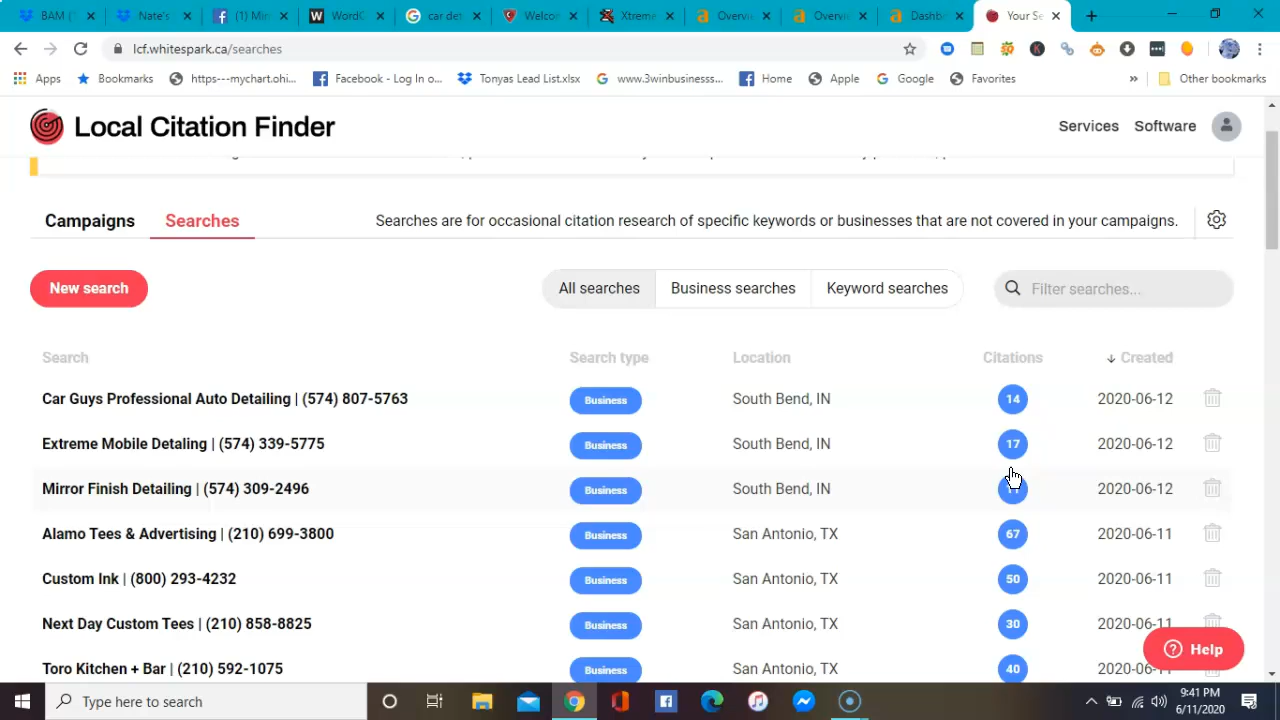 BAM (
Nate's
(1) Mirr
WordC
car det
Welcom
Xtreme
Overvi
Overvi
Dashb
Your Se
lcf.whitespark.ca/searches
Apps
Bookmarks
https---mychart.ohi...
Facebook - Log In o...
Tonyas Lead List.xlsx
www.3winbusinesss...
Home
Apple
Google
Favorites
»
Other bookmarks
Local Citation Finder
Services
Software
Campaigns
Searches
Searches are for occasional citation research of specific keywords or businesses that are not covered in your campaigns.
New search
All searches
Business searches
Keyword searches
Filter searches...
Search
Search type
Location
Citations
↓ Created
Car Guys Professional Auto Detailing | (574) 807-5763 Business South Bend, IN 14 2020-06-12
Extreme Mobile Detaling | (574) 339-5775 Business South Bend, IN 17 2020-06-12
Mirror Finish Detailing | (574) 309-2496 Business South Bend, IN 2020-06-12
Alamo Tees & Advertising | (210) 699-3800 Business San Antonio, TX 67 2020-06-11
Custom Ink | (800) 293-4232 Business San Antonio, TX 50 2020-06-11
Next Day Custom Tees | (210) 858-8825 Business San Antonio, TX 30 2020-06-11
Toro Kitchen + Bar | (210) 592-1075 Business San Antonio, TX 40
Help
Type here to search
9:41 PM
6/11/2020